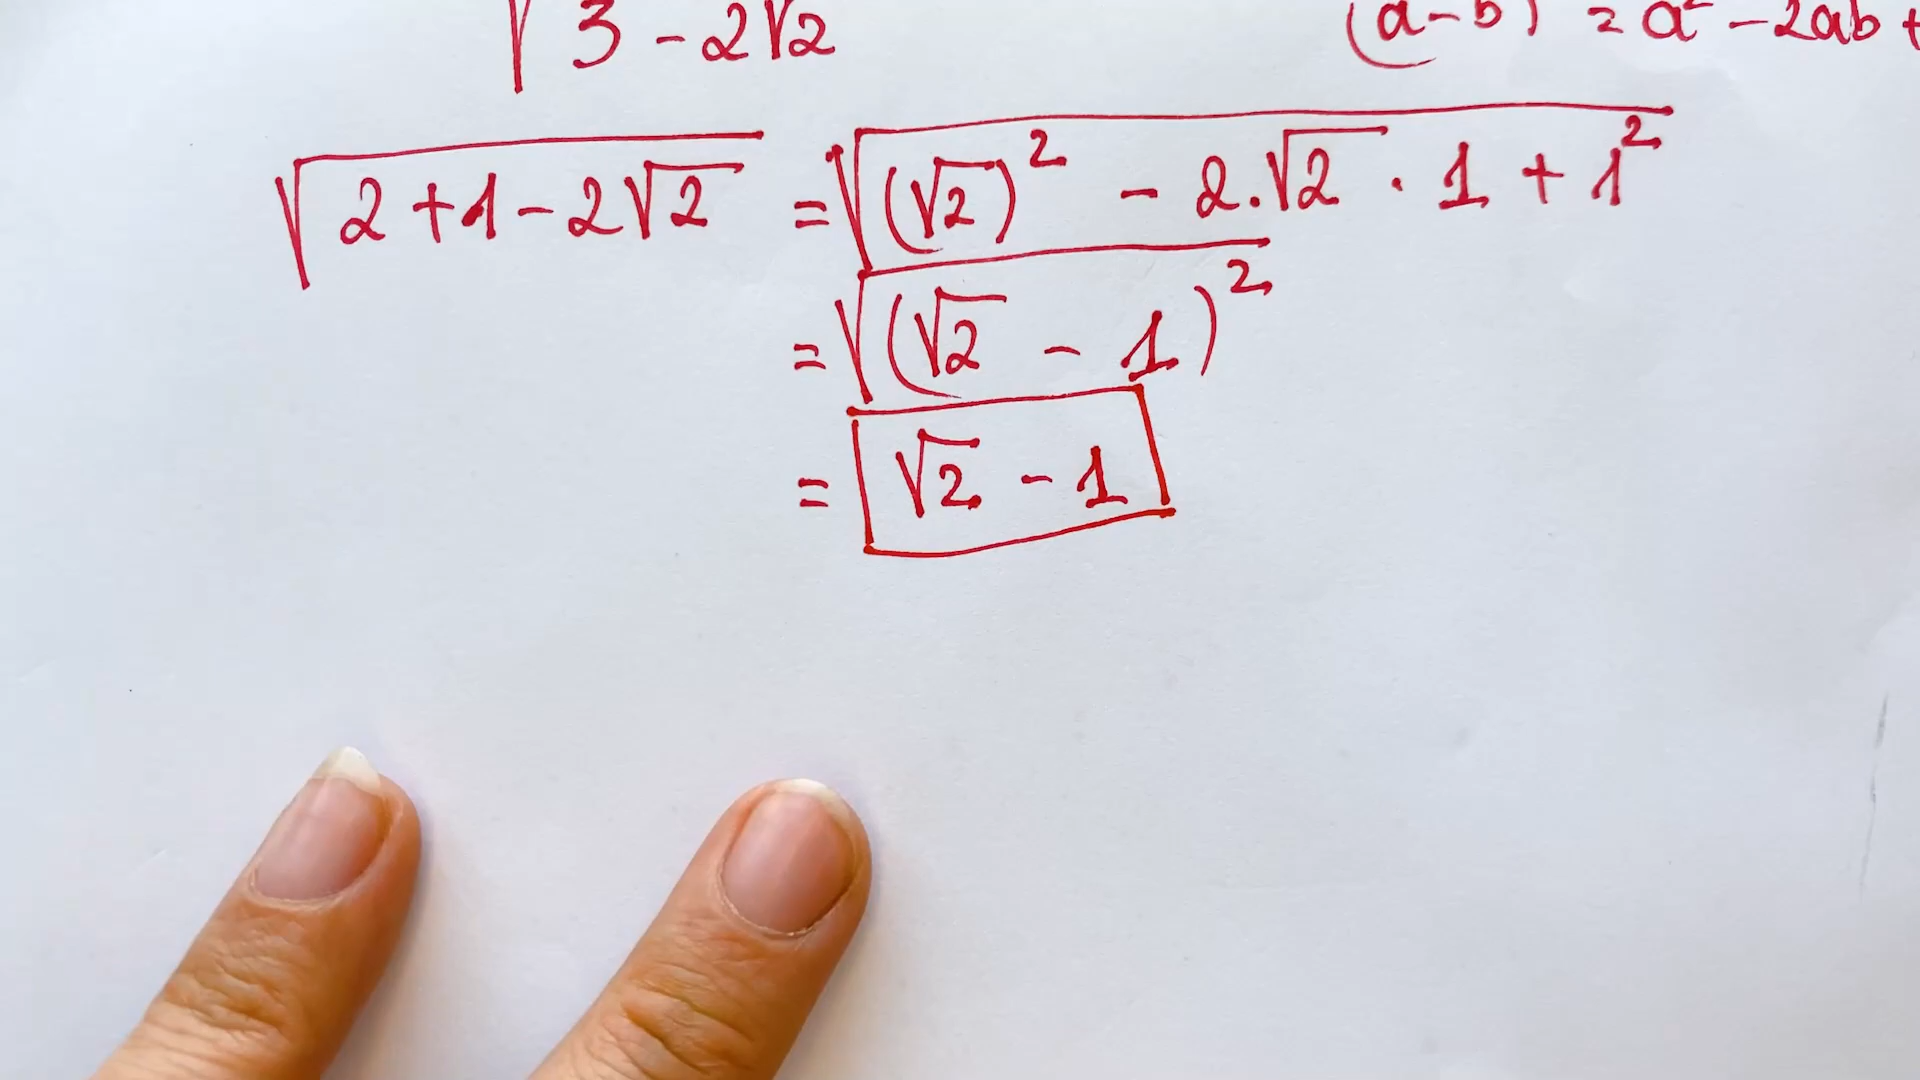 √3 - 2√2
(a-b) = a² - 2ab +
√(2 + 1 - 2√2) = √((√2)² - 2.√2 · 1 + 1²)
= √((√2 - 1)²)
= √2 - 1